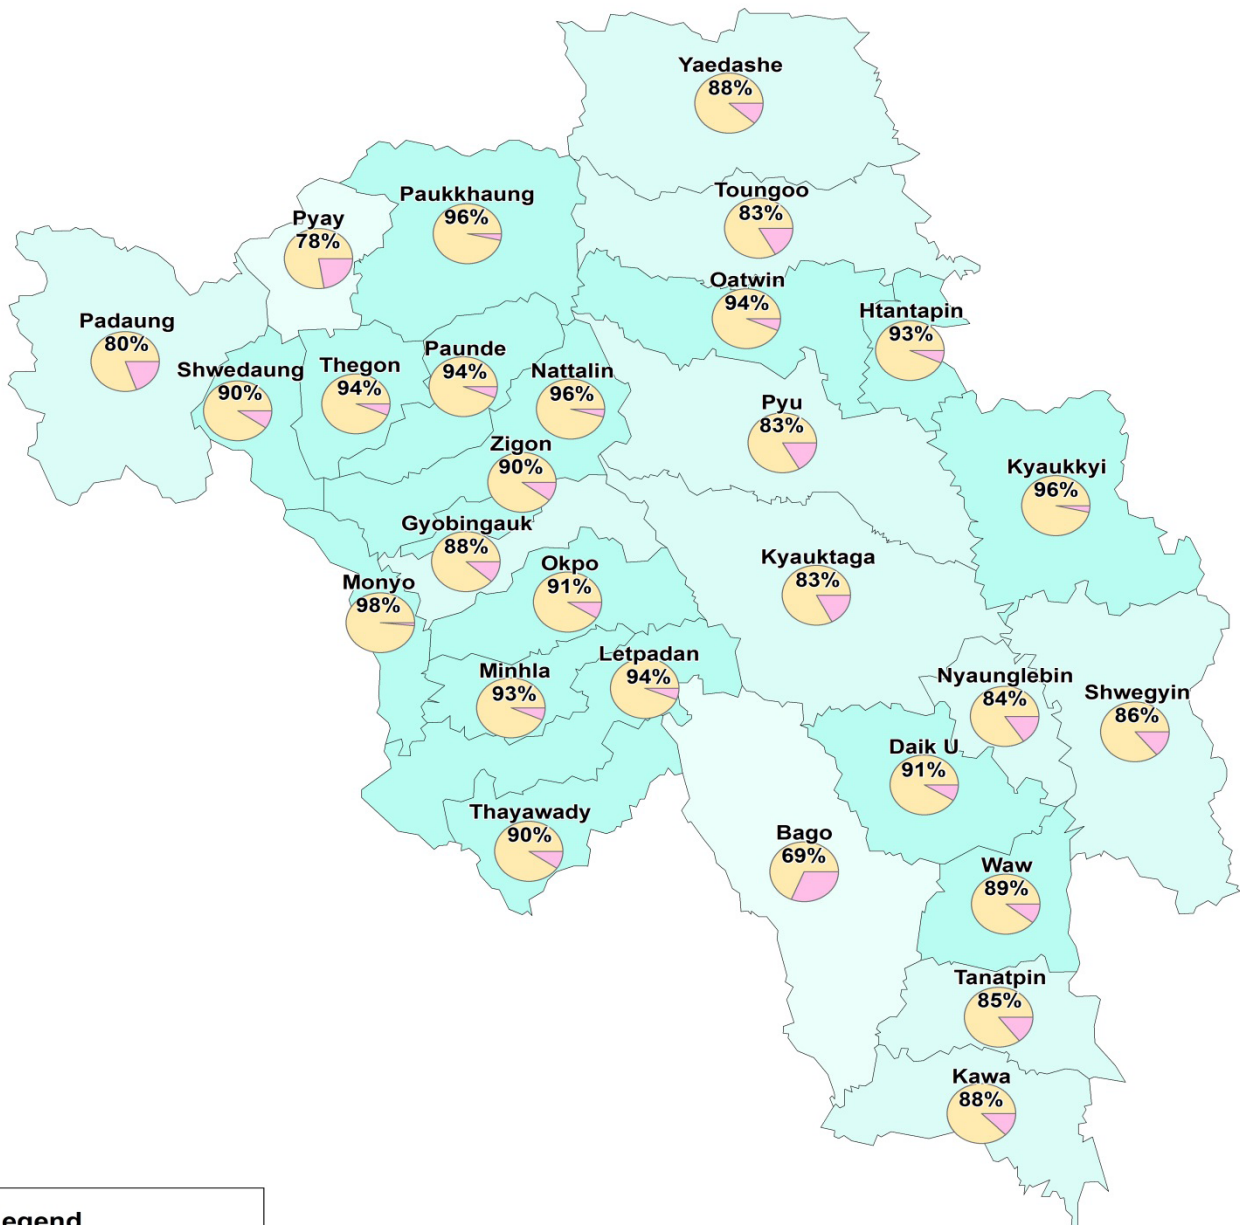 Yaedashe
88%
Toungoo
83%
Paukkhaung
96%
Pyay
78%
Oatwin
94%
Htantapin
93%
Padaung
80%
Shwedaung
90%
Thegon
94%
Paunde
94%
Nattalin
96%
Pyu
83%
Zigon
90%
Kyaukkyi
96%
Gyobingauk
88%
Okpo
91%
Kyauktaga
83%
Monyo
98%
Minhla
93%
Letpadan
94%
Nyaunglebin
84%
Shwegyin
86%
Daik U
91%
Thayawady
90%
Bago
69%
Waw
89%
Tanatpin
85%
Kawa
88%
egend